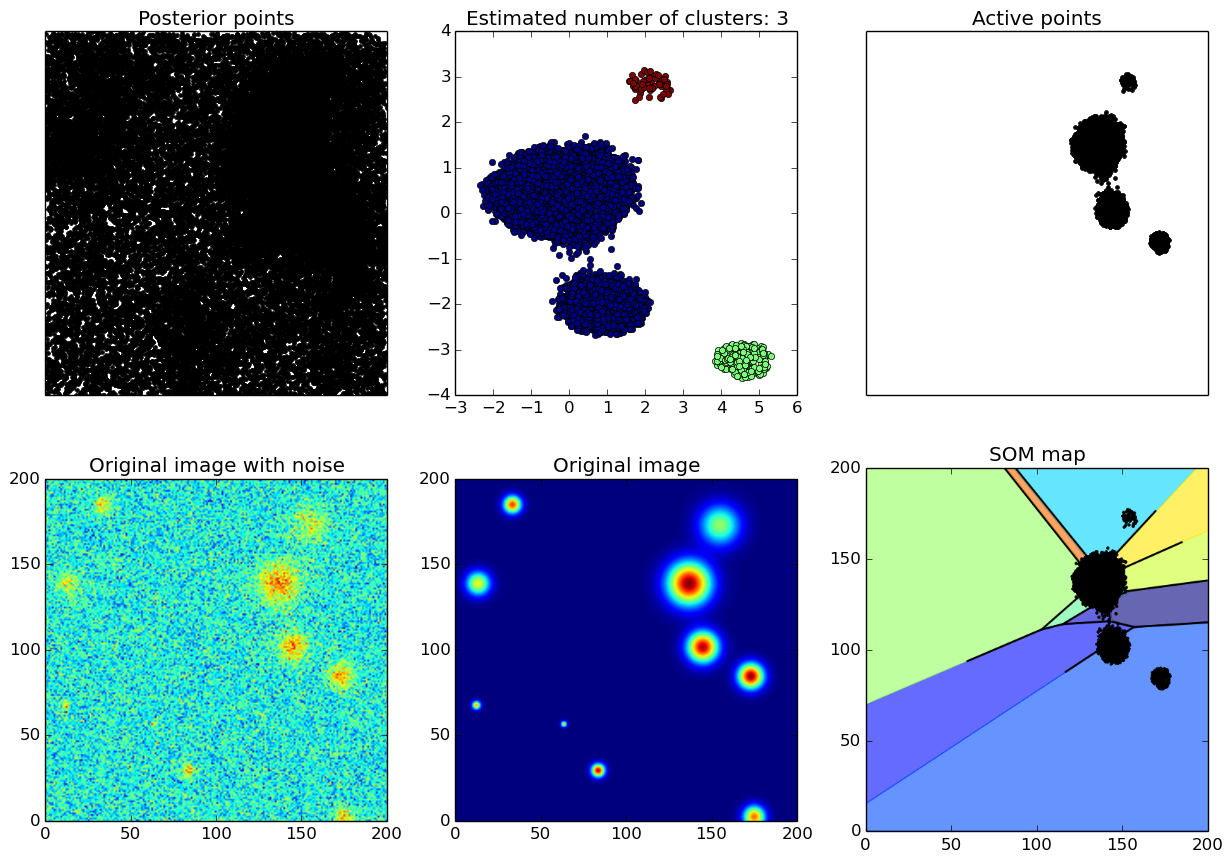 Posterior points
Estimated number of clusters: 3
Active points
4
3
2
1
0
−1
−2
−3
−4
−3 −2 −1 0 1 2 3 4 5 6
Original image with noise
200
150
100
50
0
0 50 100 150 200
Original image
200
150
100
50
0
0 50 100 150 200
SOM map
200
150
100
50
0
0 50 100 150 200